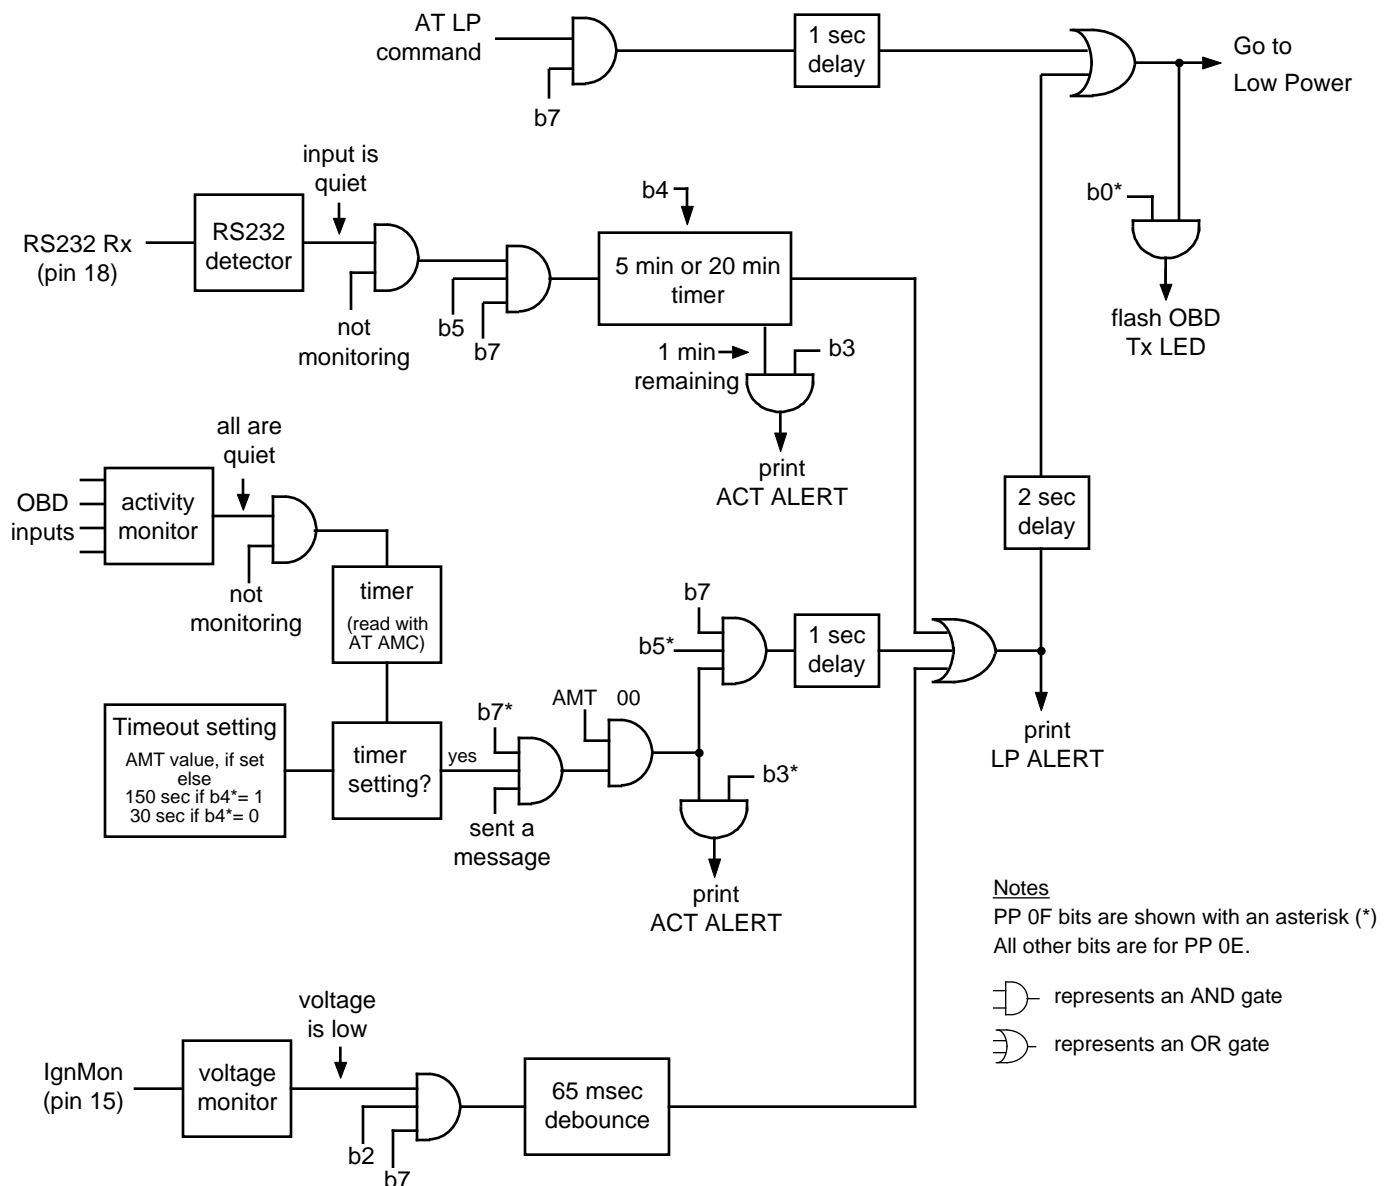 AT LP
command
b7
1 sec
delay
Go to
Low Power
b0*
flash OBD
Tx LED
input is
quiet
RS232 Rx
(pin 18)
RS232
detector
not
monitoring
b5
b7
b4
5 min or 20 min
timer
1 min
remaining
b3
print
ACT ALERT
all are
quiet
OBD
inputs
activity
monitor
not
monitoring
timer
(read with
AT AMC)
2 sec
delay
b7
b5*
1 sec
delay
print
LP ALERT
Timeout setting
AMT value, if set
else
150 sec if b4*= 1
30 sec if b4*= 0
timer
setting?
yes
b7*
sent a
message
AMT 00
b3*
print
ACT ALERT
Notes
PP 0F bits are shown with an asterisk (*)
All other bits are for PP 0E.
represents an AND gate
represents an OR gate
voltage
is low
IgnMon
(pin 15)
voltage
monitor
b2
b7
65 msec
debounce